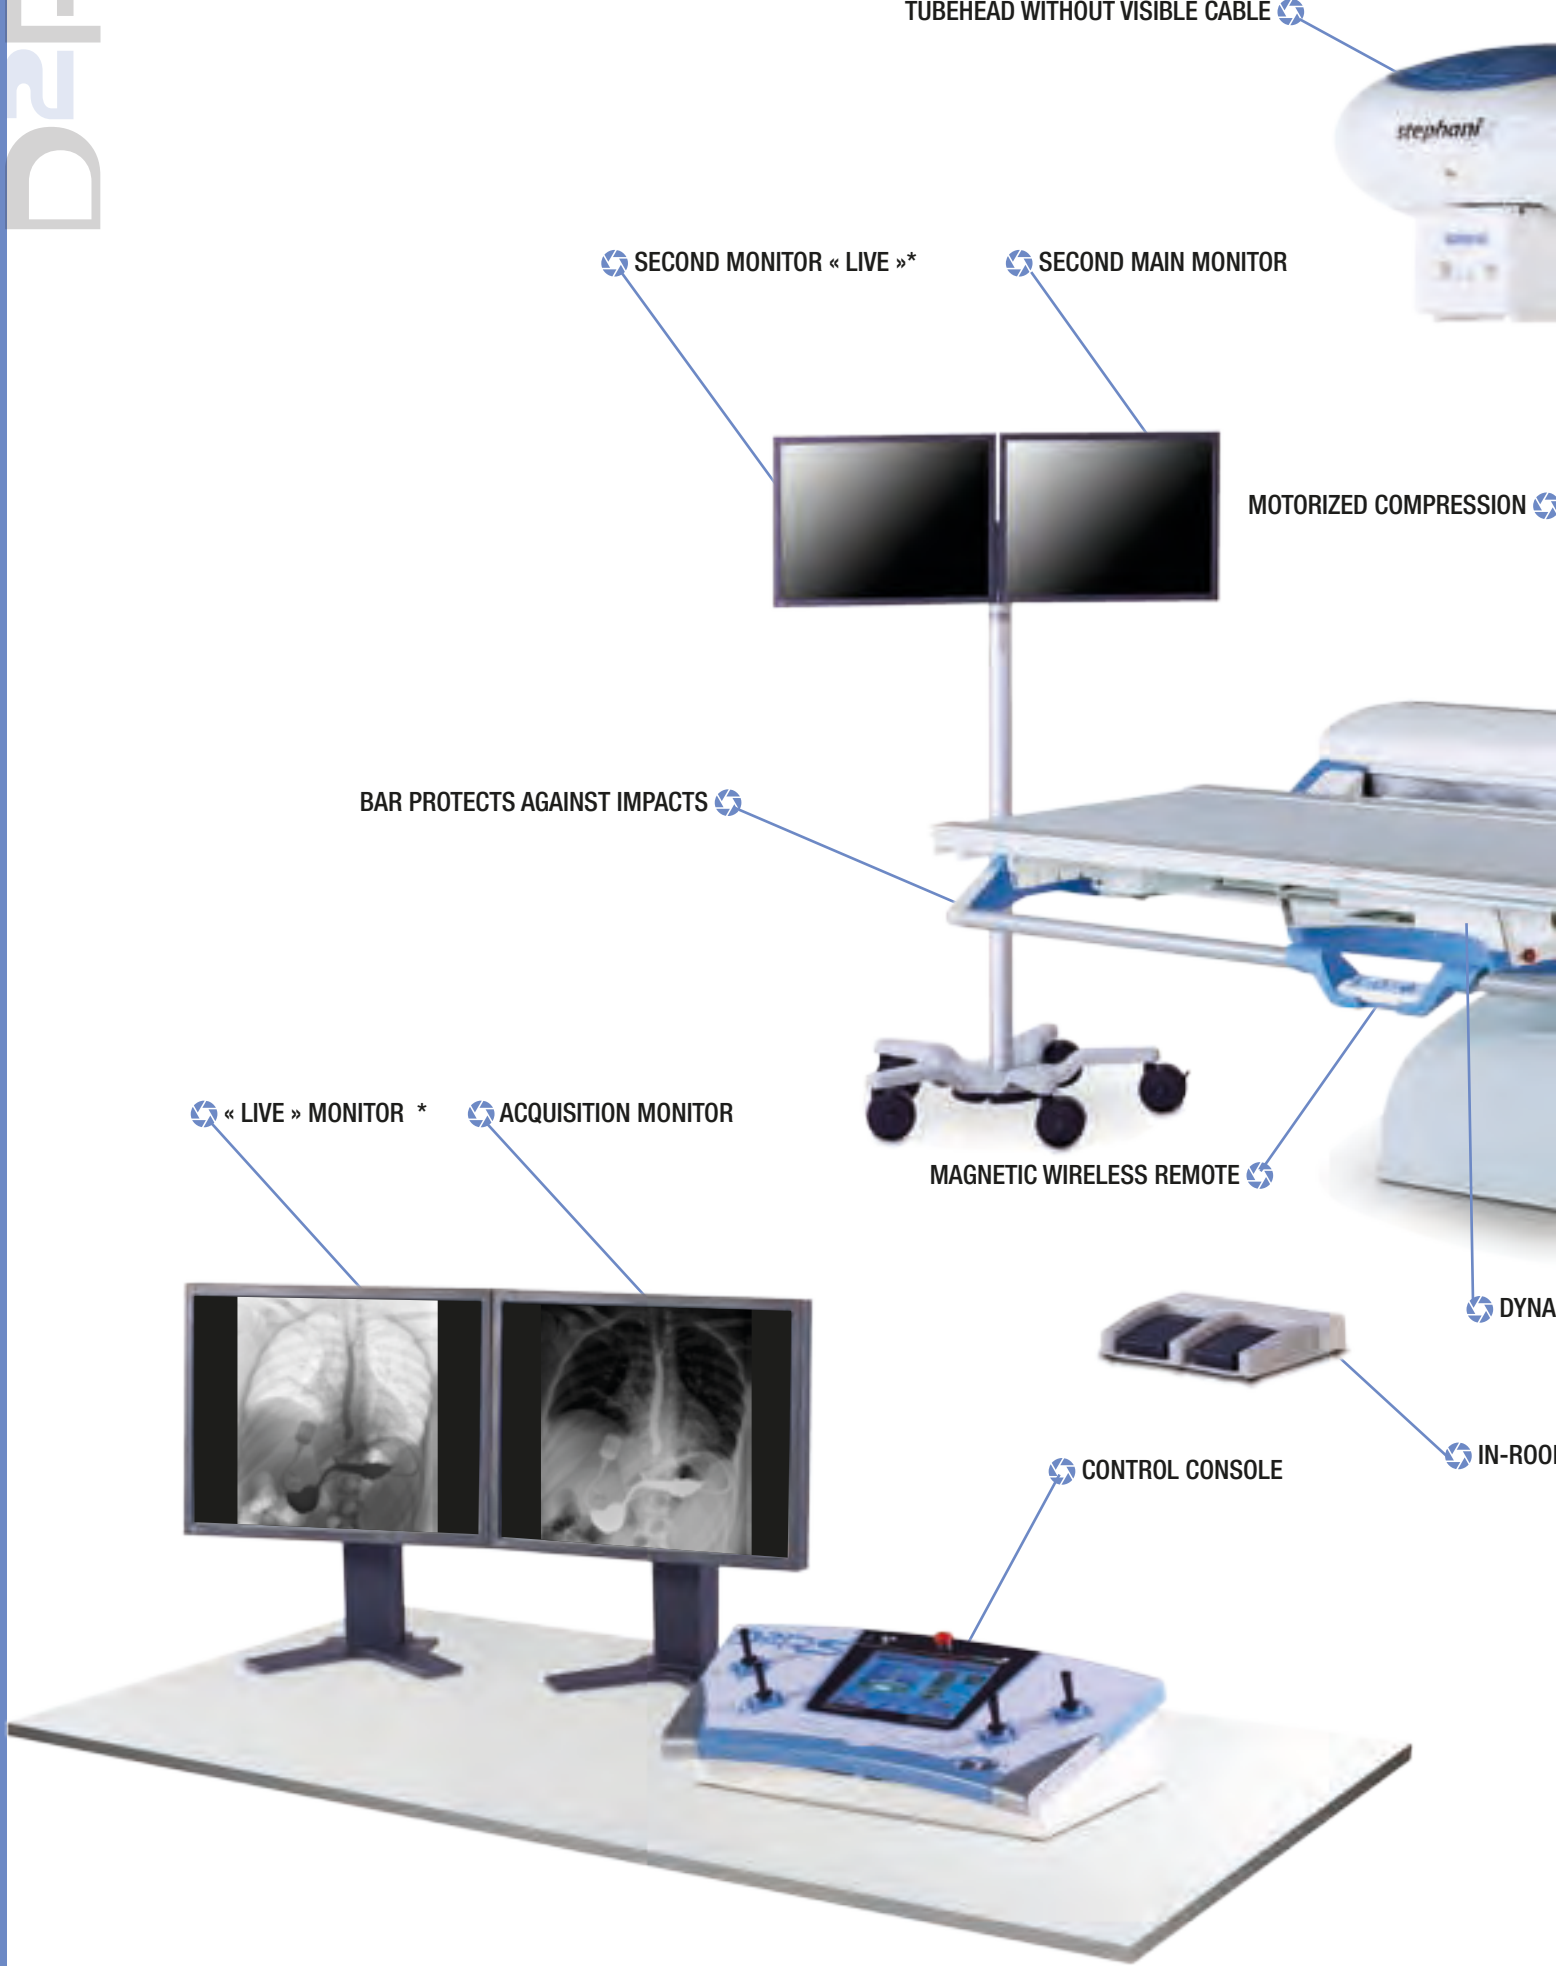 TUBEHEAD WITHOUT VISIBLE CABLE
stephani
SECOND MONITOR « LIVE »*
SECOND MAIN MONITOR
MOTORIZED COMPRESSION
BAR PROTECTS AGAINST IMPACTS
« LIVE » MONITOR *
ACQUISITION MONITOR
MAGNETIC WIRELESS REMOTE
DYNA
IN-ROO
CONTROL CONSOLE